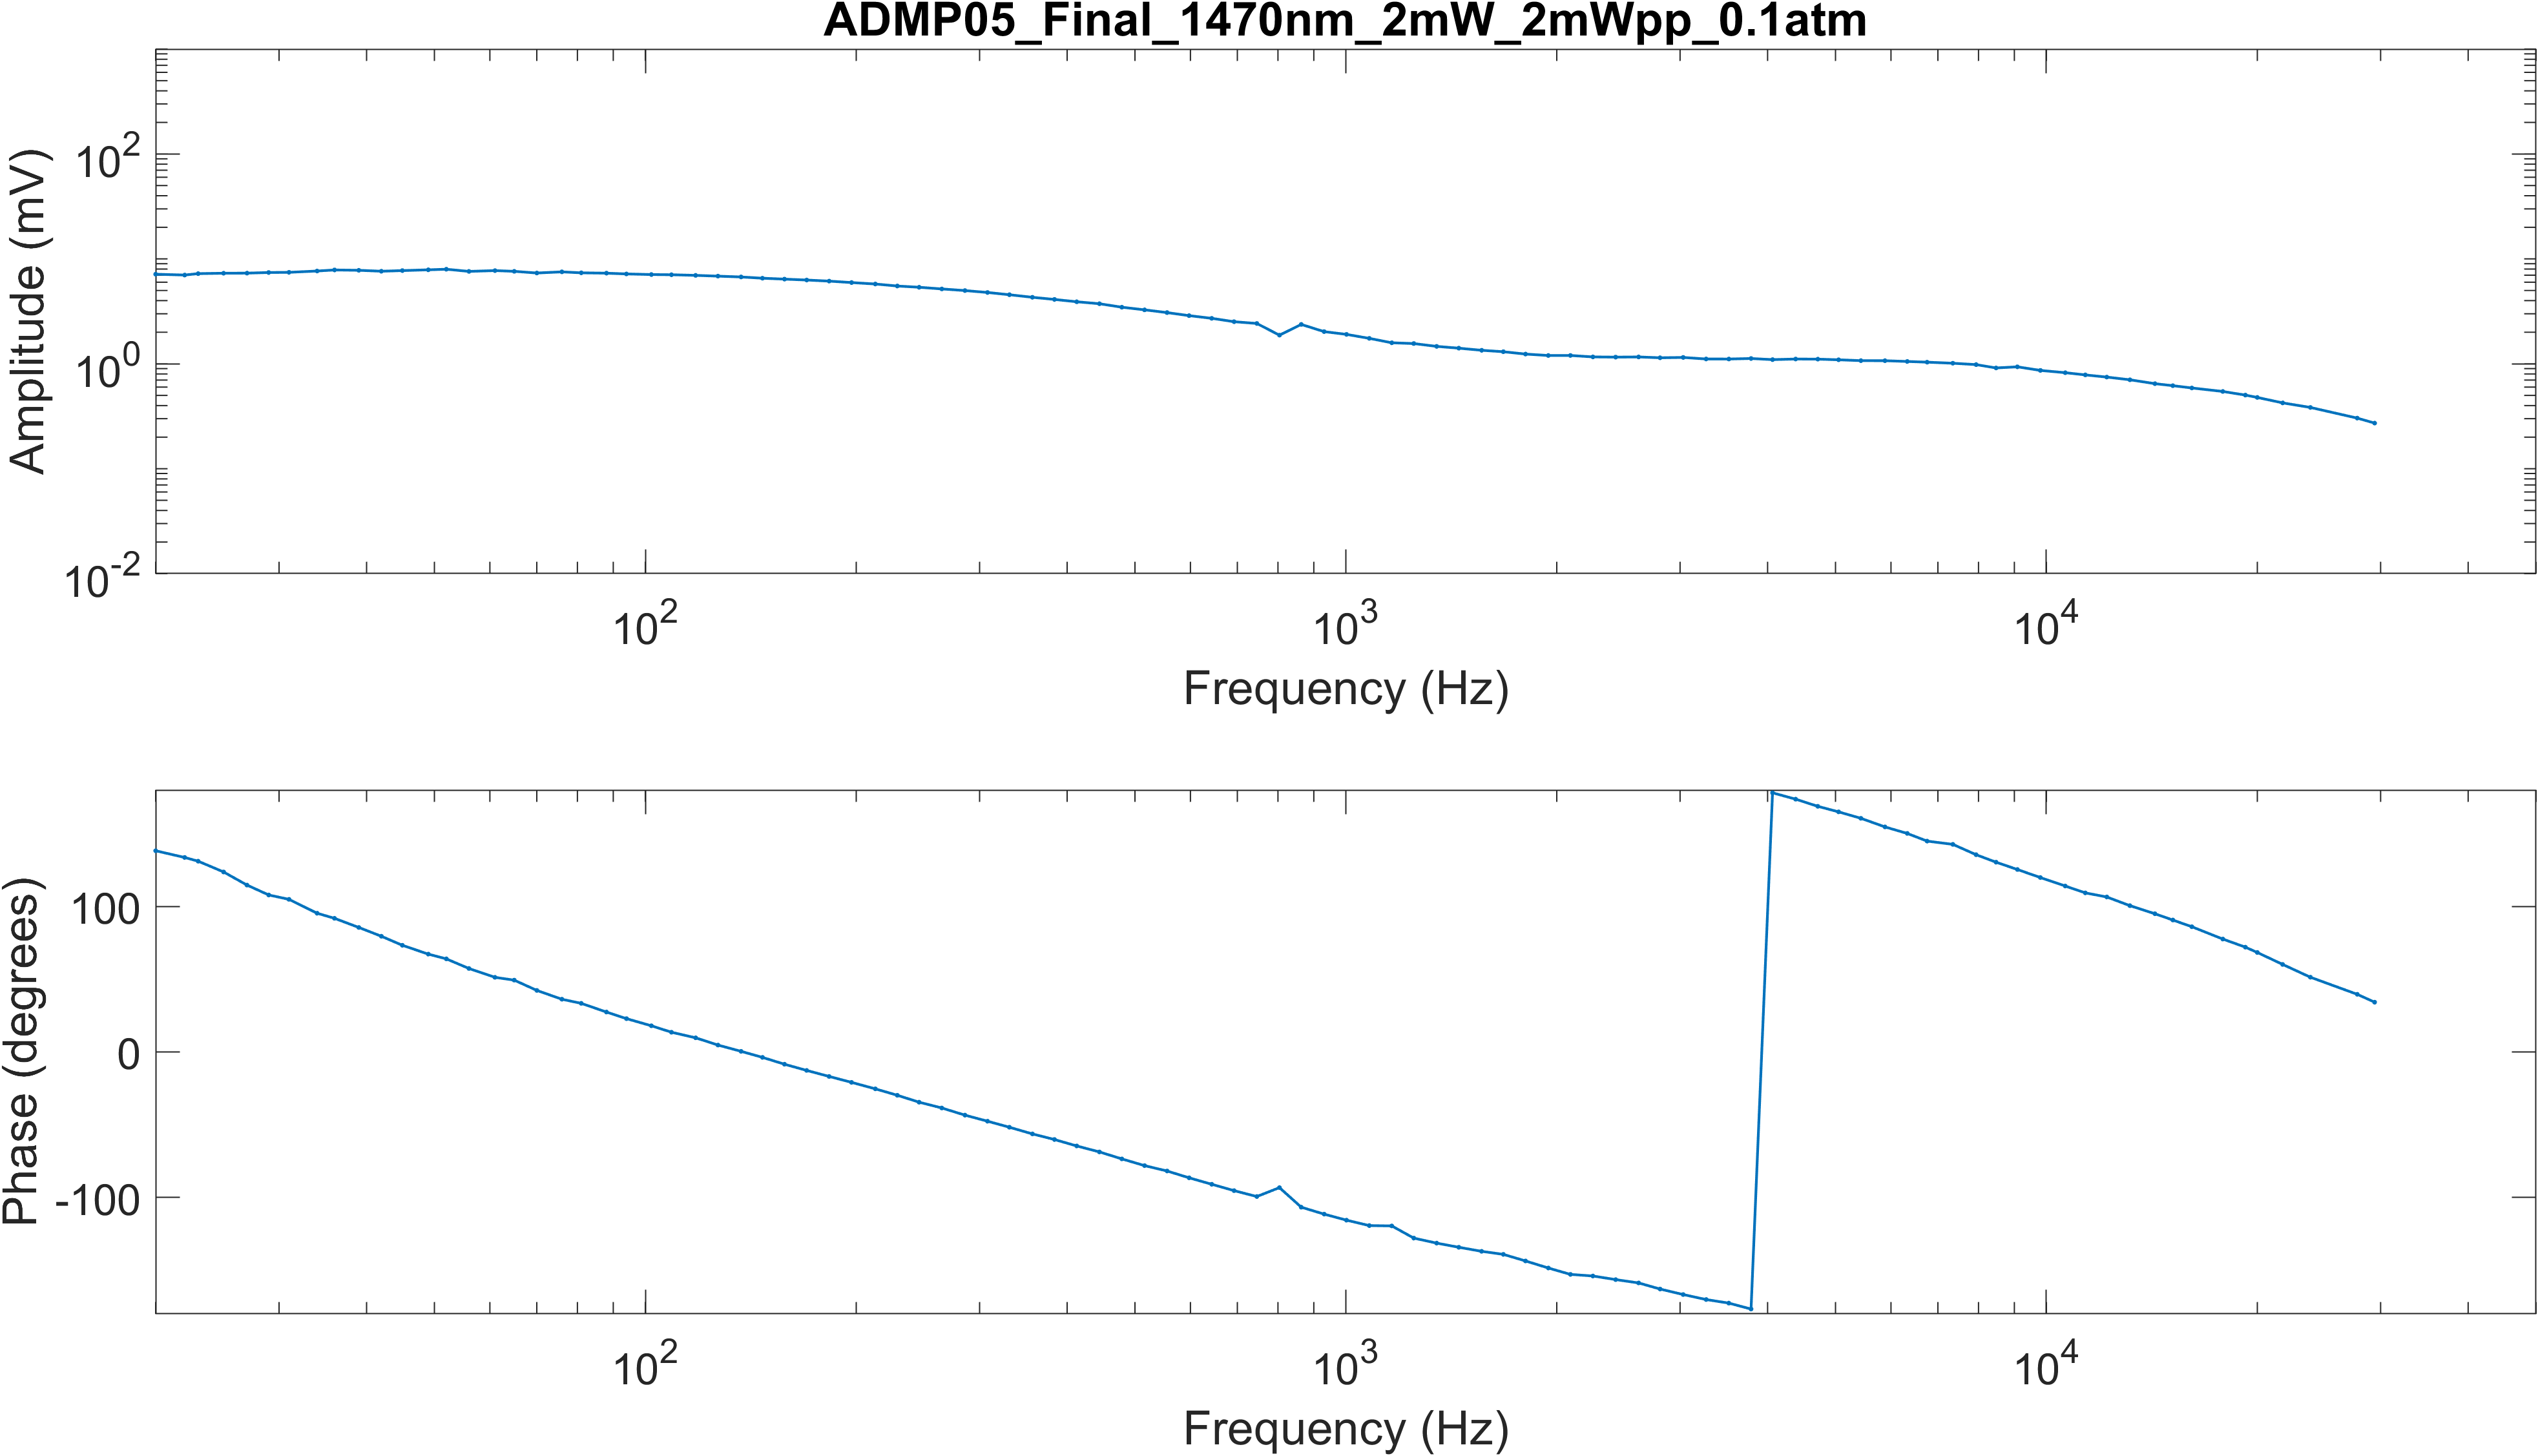 ADMP05_Final_1470nm_2mW_2mWpp_0.1atm
Amplitude (mV)
10^2
10^0
10^-2
10^2
10^3
10^4
Frequency (Hz)
Phase (degrees)
100
0
-100
10^2
10^3
10^4
Frequency (Hz)